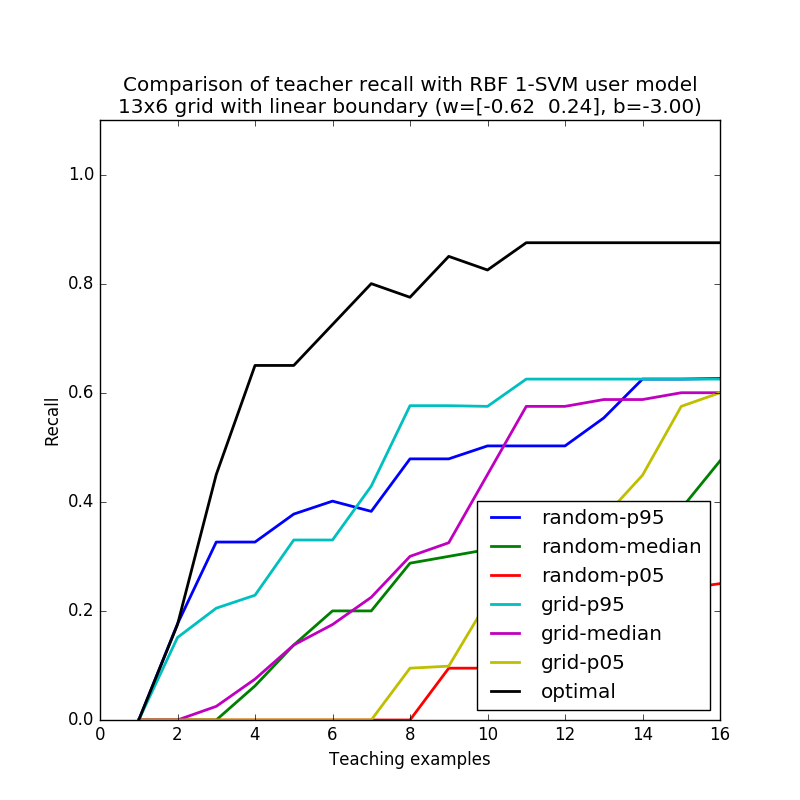 Comparison of teacher recall with RBF 1-SVM user model
13x6 grid with linear boundary (w=[-0.62  0.24], b=-3.00)
1.0
0.8
0.6
0.4
0.2
0.0
Recall
random-p95
random-median
random-p05
grid-p95
grid-median
grid-p05
optimal
0 2 4 6 8 10 12 14 16
Teaching examples